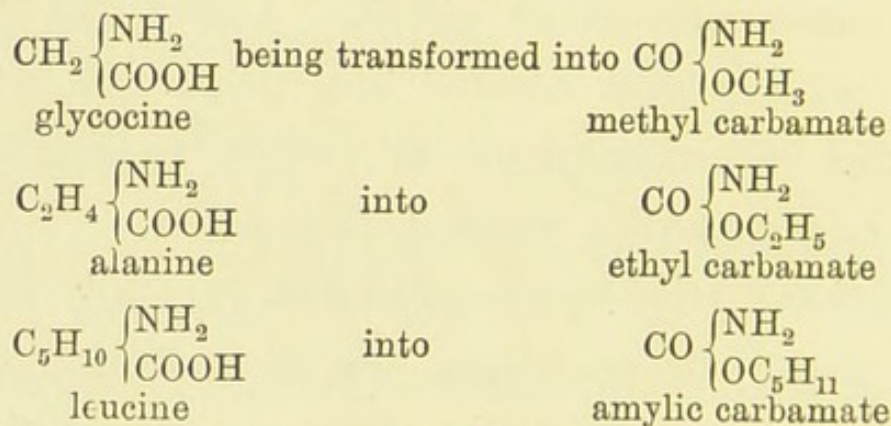 CH₂ {NH₂ COOH being transformed into CO {NH₂ OCH₃
glycocine methyl carbamate
C₂H₄ {NH₂ COOH into CO {NH₂ OC₂H₅
alanine ethyl carbamate
C₅H₁₀ {NH₂ COOH into CO {NH₂ OC₅H₁₁
leucine amylic carbamate